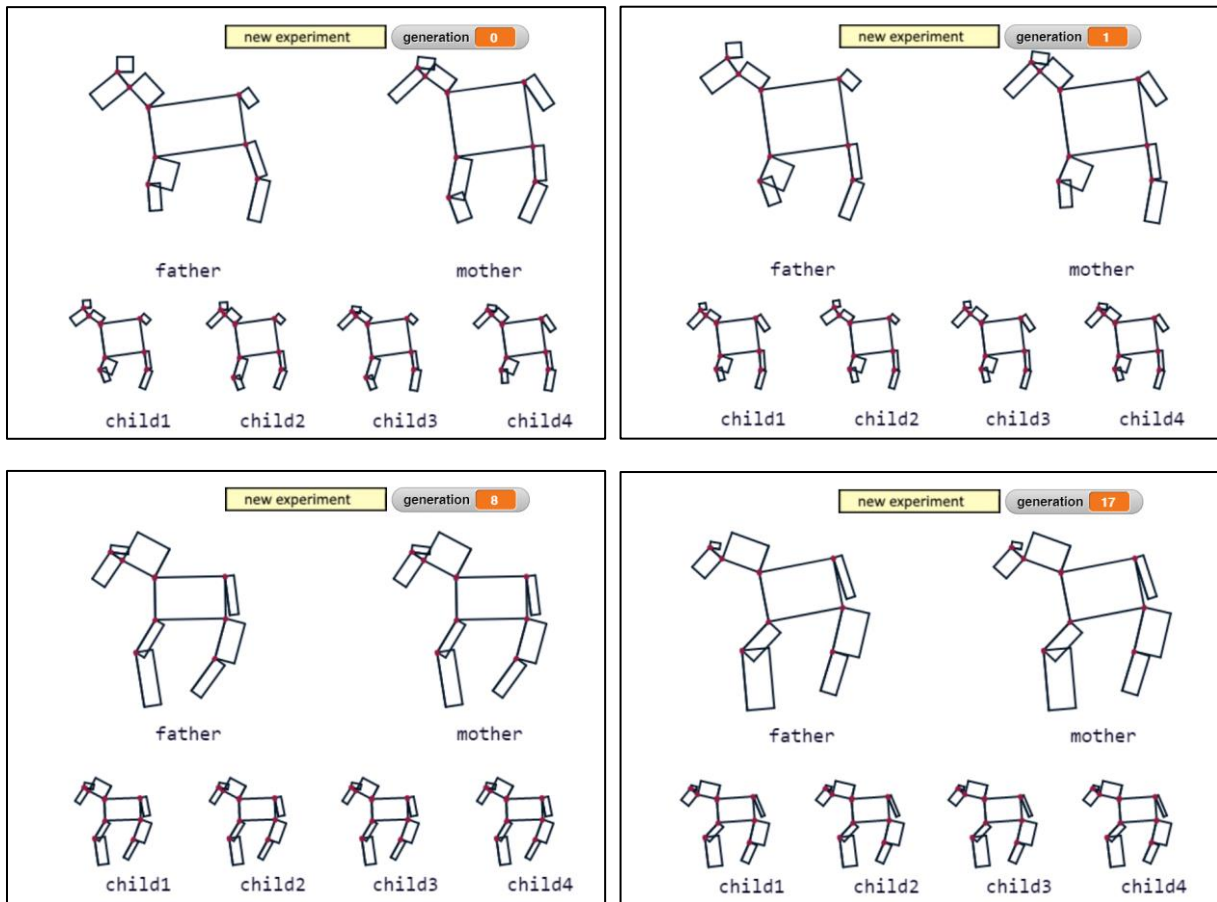 new experiment generation 0
father mother
child1 child2 child3 child4
new experiment generation 1
father mother
child1 child2 child3 child4
new experiment generation 8
father mother
child1 child2 child3 child4
new experiment generation 17
father mother
child1 child2 child3 child4